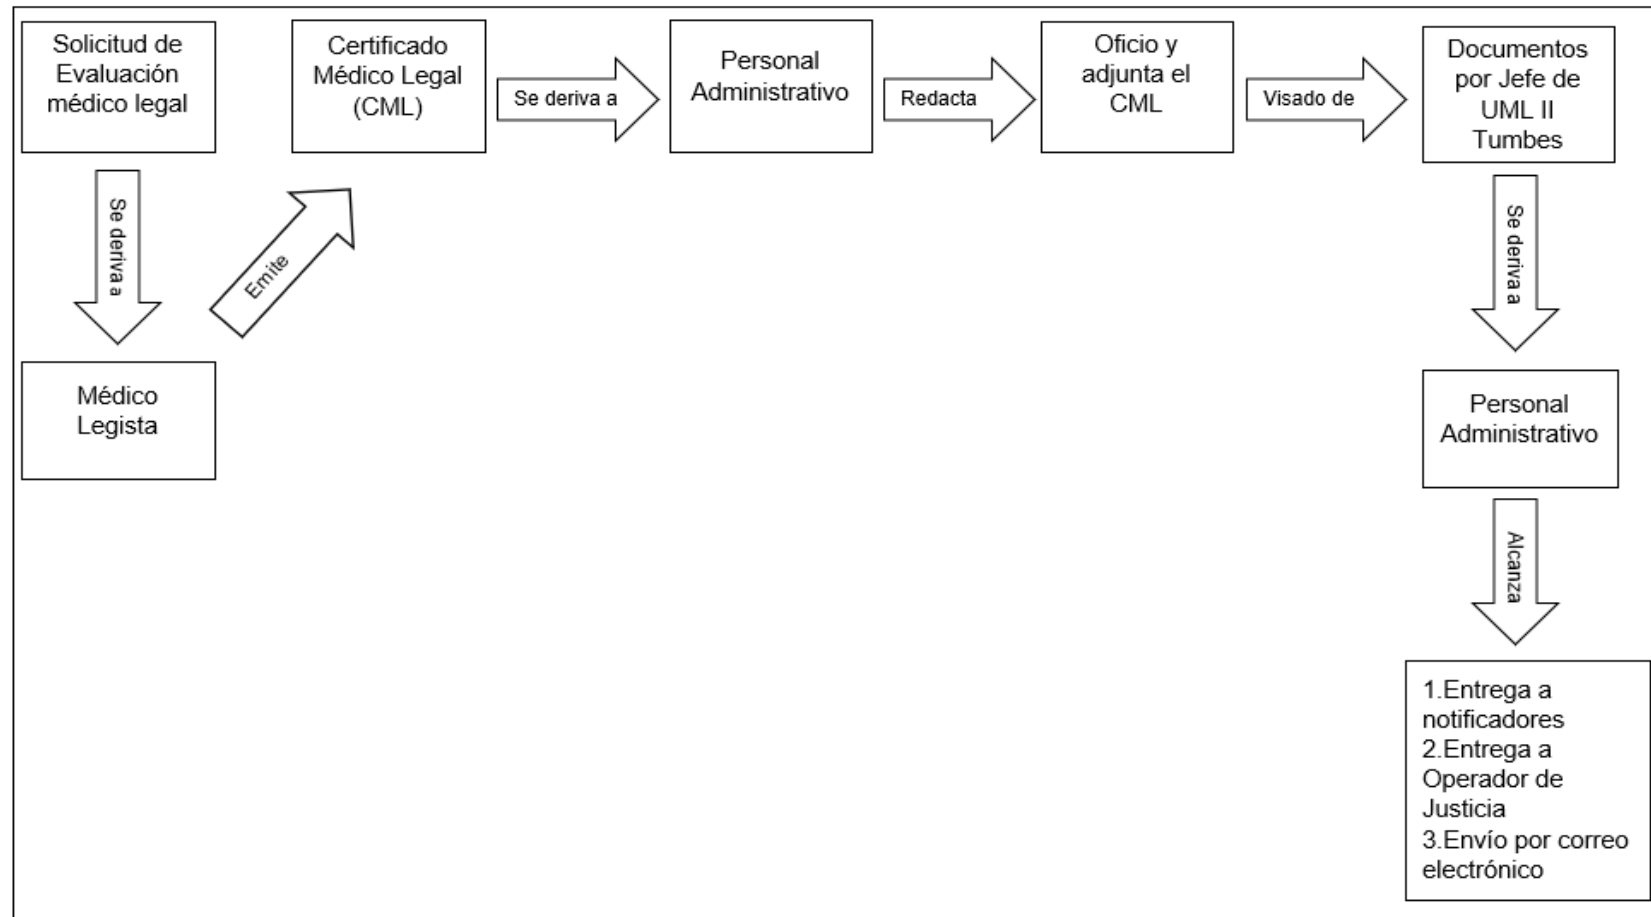 Solicitud de
Evaluación
médico legal
Se deriva a
Médico
Legista
Emite
Certificado
Médico Legal
(CML)
Se deriva a
Personal
Administrativo
Redacta
Oficio y
adjunta el
CML
Visado de
Documentos
por Jefe de
UML II
Tumbes
Se deriva a
Personal
Administrativo
Alcanza
1.Entrega a
notificadores
2.Entrega a
Operador de
Justicia
3.Envío por correo
electrónico